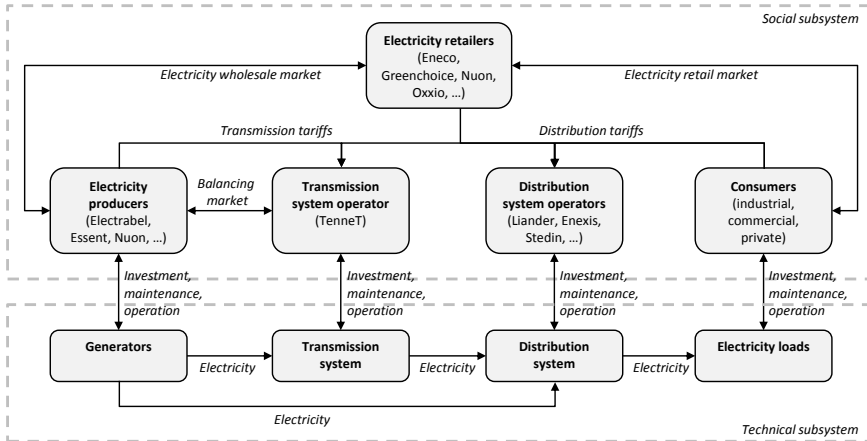 Social subsystem
Electricity retailers
(Eneco,
Greenchoice, Nuon,
Oxxio, ...)
Electricity wholesale market
Electricity retail market
Transmission tariffs
Distribution tariffs
Electricity
producers
(Electrabel,
Essent, Nuon, ...)
Balancing
market
Transmission
system operator
(TenneT)
Distribution
system operators
(Liander, Enexis,
Stedin, ...)
Consumers
(industrial,
commercial,
private)
Investment,
maintenance,
operation
Investment,
maintenance,
operation
Investment,
maintenance,
operation
Investment,
maintenance,
operation
Generators
Electricity
Transmission
system
Electricity
Distribution
system
Electricity
Electricity loads
Electricity
Technical subsystem